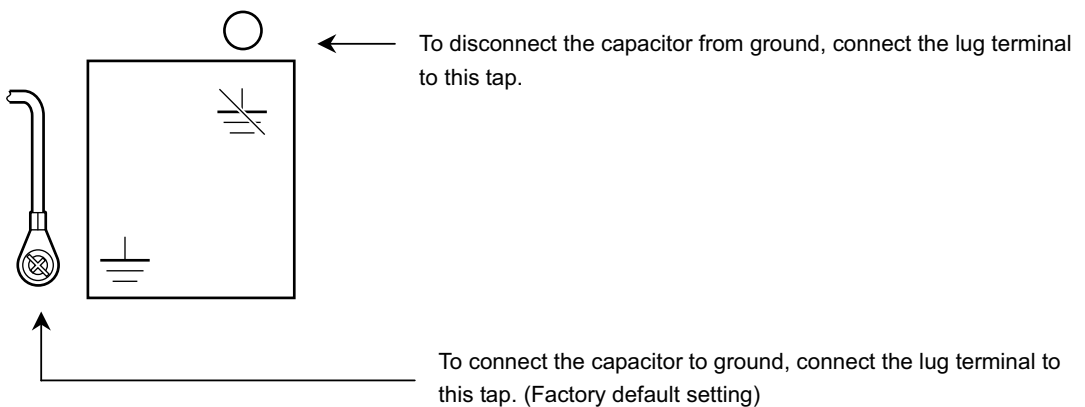 To disconnect the capacitor from ground, connect the lug terminal
to this tap.
To connect the capacitor to ground, connect the lug terminal to
this tap. (Factory default setting)